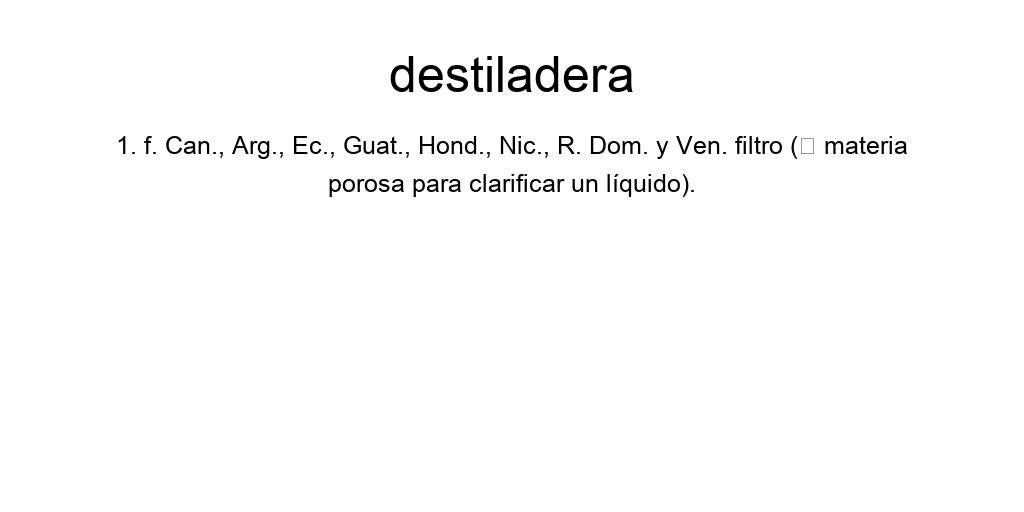 destiladera
1. f. Can., Arg., Ec., Guat., Hond., Nic., R. Dom. y Ven. filtro (□ materia
porosa para clarificar un líquido).